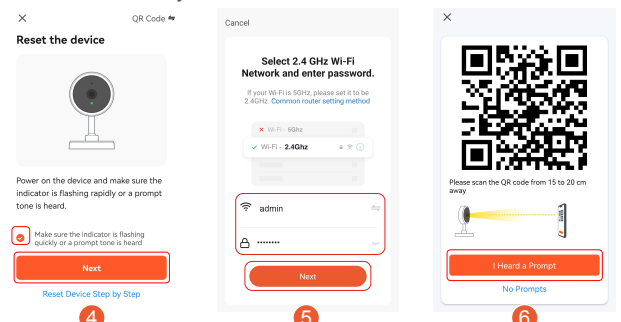 QR Code
Reset the device
Power on the device and make sure the
indicator is flashing rapidly or a prompt
tone is heard.
Make sure the indicator is flashing
quickly or a prompt tone is heard
Next
Reset Device Step by Step
4
Cancel
Select 2.4 GHz Wi-Fi
Network and enter password.
If your Wi-Fi is 5GHz, please set it to be
2.4GHz. Common router setting method
Wi-Fi - 5Ghz
Wi-Fi - 2.4Ghz
admin
Next
5
Please scan the QR code from 15 to 20 cm
away
I Heard a Prompt
No Prompts
6